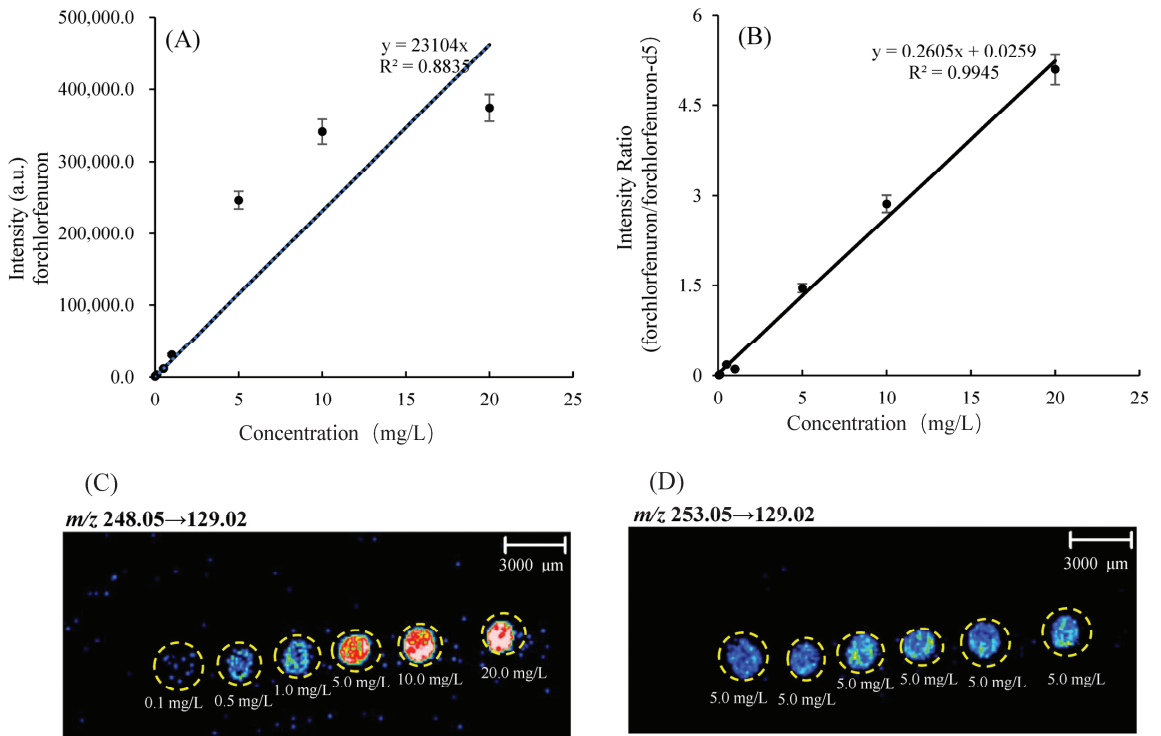 (A)
500,000.0
400,000.0
300,000.0
200,000.0
100,000.0
0.0
y = 23104x
R² = 0.8835
Intensity (a.u.)
forchlorfenuron
0 5 10 15 20 25
Concentration (mg/L)
(B)
6
4.5
3
1.5
0
y = 0.2605x + 0.0259
R² = 0.9945
Intensity Ratio
(forchlorfenuron/forchlorfenuron-d5)
0 5 10 15 20 25
Concentration (mg/L)
(C)
m/z 248.05→129.02
3000 μm
0.1 mg/L
0.5 mg/L
1.0 mg/L
5.0 mg/L
10.0 mg/L
20.0 mg/L
(D)
m/z 253.05→129.02
3000 μm
5.0 mg/L
5.0 mg/L
5.0 mg/L
5.0 mg/L
5.0 mg/L
5.0 mg/L